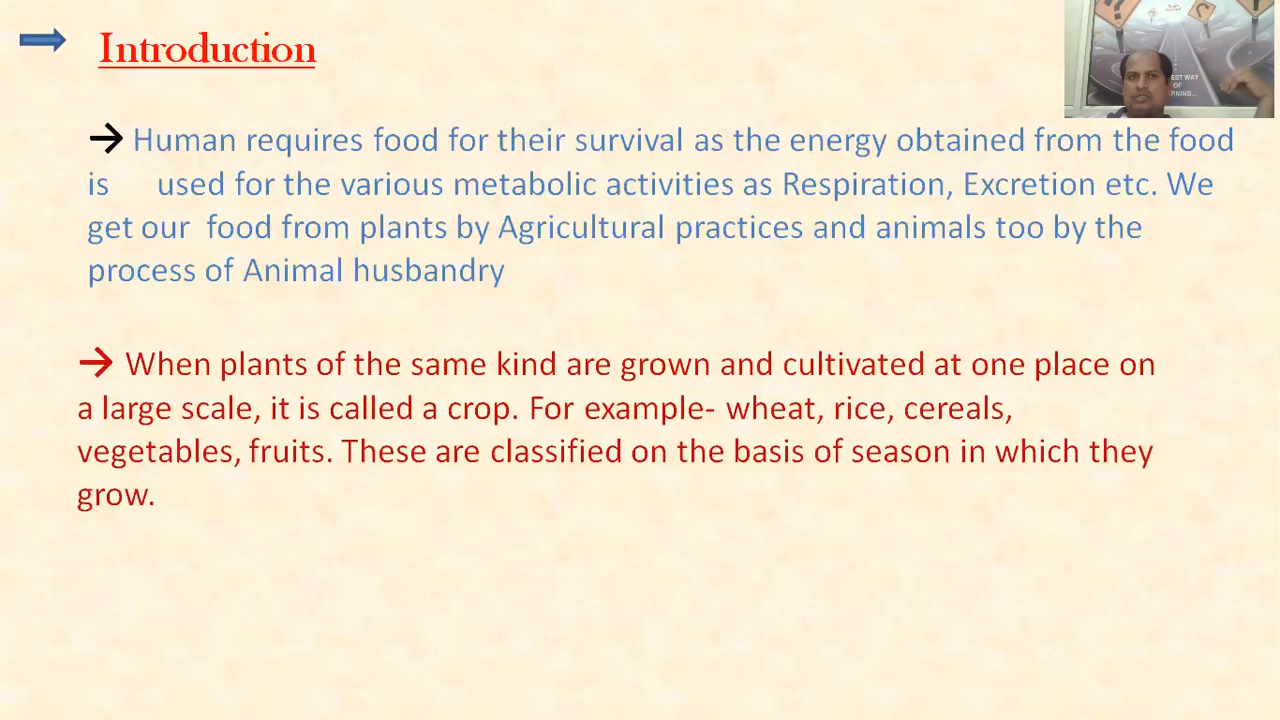 Introduction
EST WAY
OF
RNING...
→ Human requires food for their survival as the energy obtained from the food
is used for the various metabolic activities as Respiration, Excretion etc. We
get our food from plants by Agricultural practices and animals too by the
process of Animal husbandry
→ When plants of the same kind are grown and cultivated at one place on
a large scale, it is called a crop. For example- wheat, rice, cereals,
vegetables, fruits. These are classified on the basis of season in which they
grow.